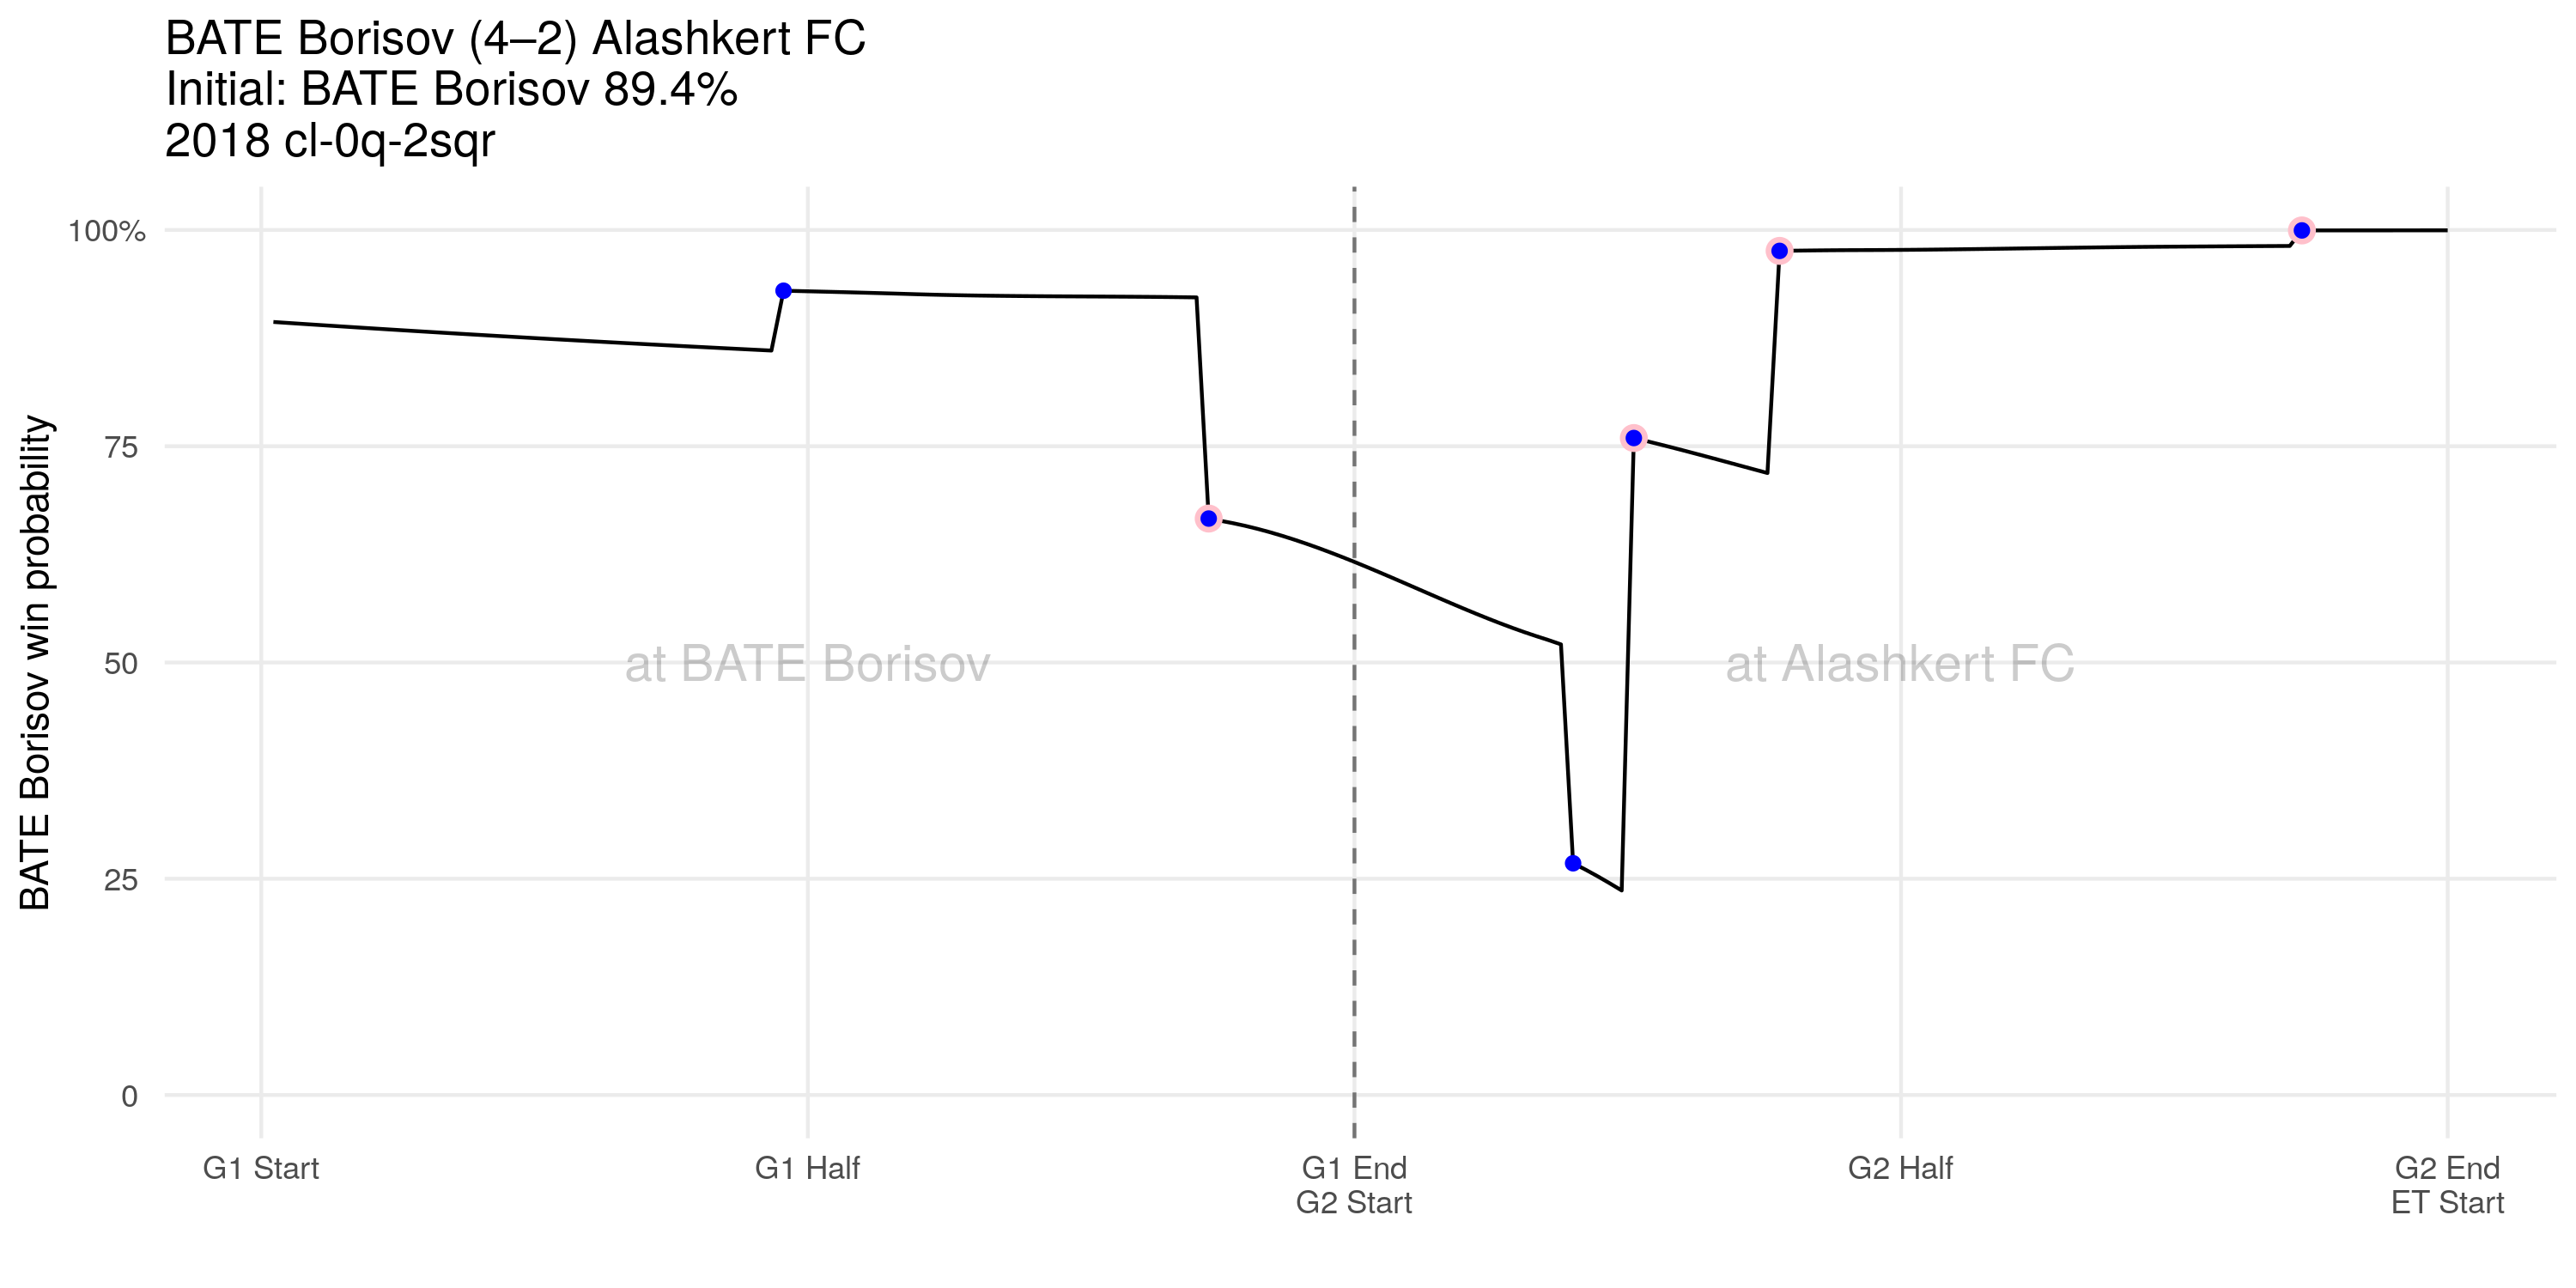 BATE Borisov (4–2) Alashkert FC
Initial: BATE Borisov 89.4%
2018 cl-0q-2sqr
BATE Borisov win probability
100%
75
50
25
0
at BATE Borisov
at Alashkert FC
G1 Start
G1 Half
G1 End
G2 Start
G2 Half
G2 End
ET Start